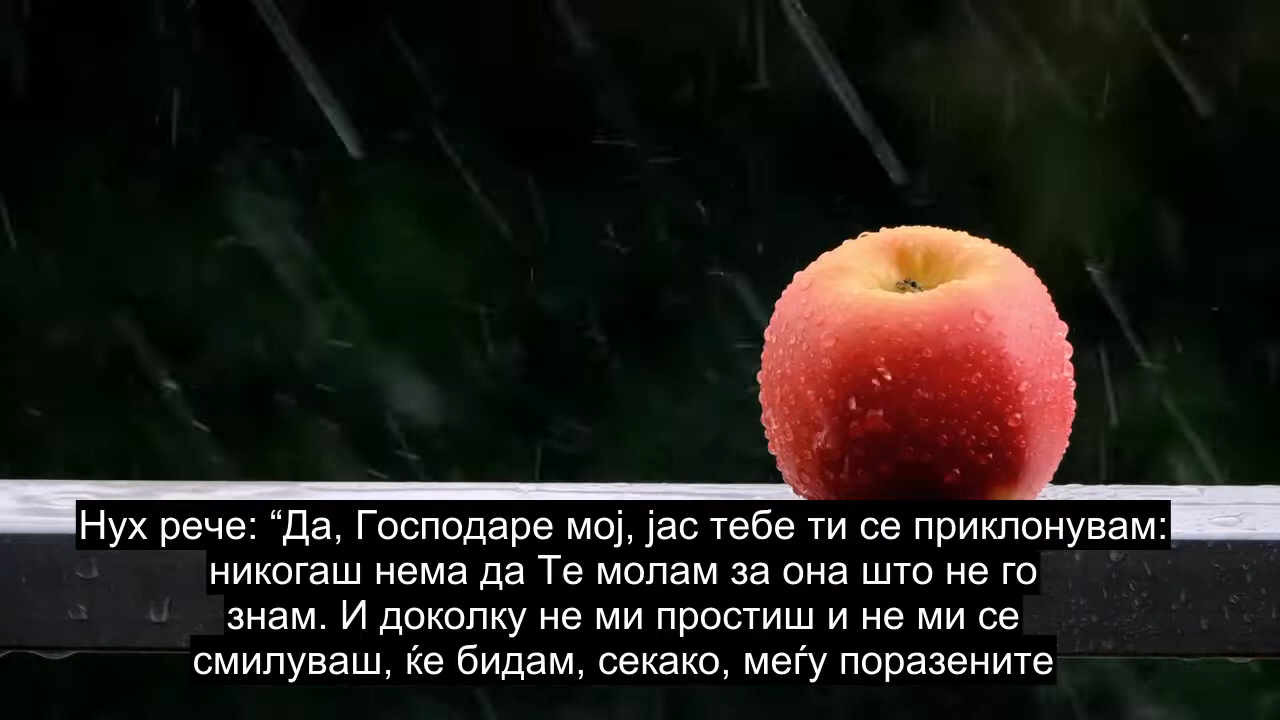 Нух рече: “Да, Господаре мој, јас тебе ти се приклонувам:
никогаш нема да Те молам за она што не го
знам. И доколку не ми простиш и не ми се
смилуваш, ќе бидам, секако, меѓу поразените